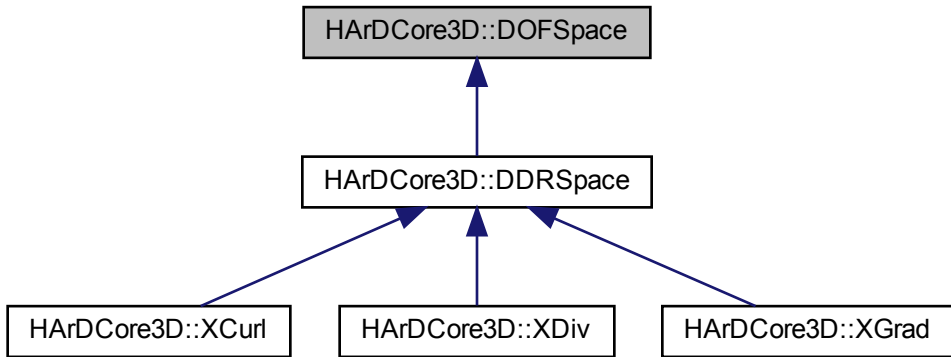 HArDCore3D::DOFSpace
HArDCore3D::DDRSpace
HArDCore3D::XCurl
HArDCore3D::XDiv
HArDCore3D::XGrad